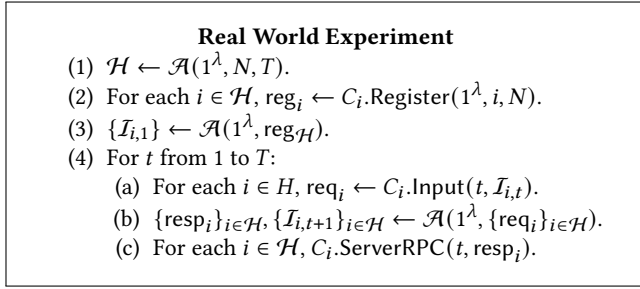 Real World Experiment
(1) ℋ ← 𝒜(1^λ, N, T).
(2) For each i ∈ ℋ, reg_i ← C_i.Register(1^λ, i, N).
(3) {ℐ_{i,1}} ← 𝒜(1^λ, reg_ℋ).
(4) For t from 1 to T:
(a) For each i ∈ H, req_i ← C_i.Input(t, ℐ_{i,t}).
(b) {resp_i}_{i∈ℋ}, {ℐ_{i,t+1}}_{i∈ℋ} ← 𝒜(1^λ, {req_i}_{i∈ℋ}).
(c) For each i ∈ ℋ, C_i.ServerRPC(t, resp_i).